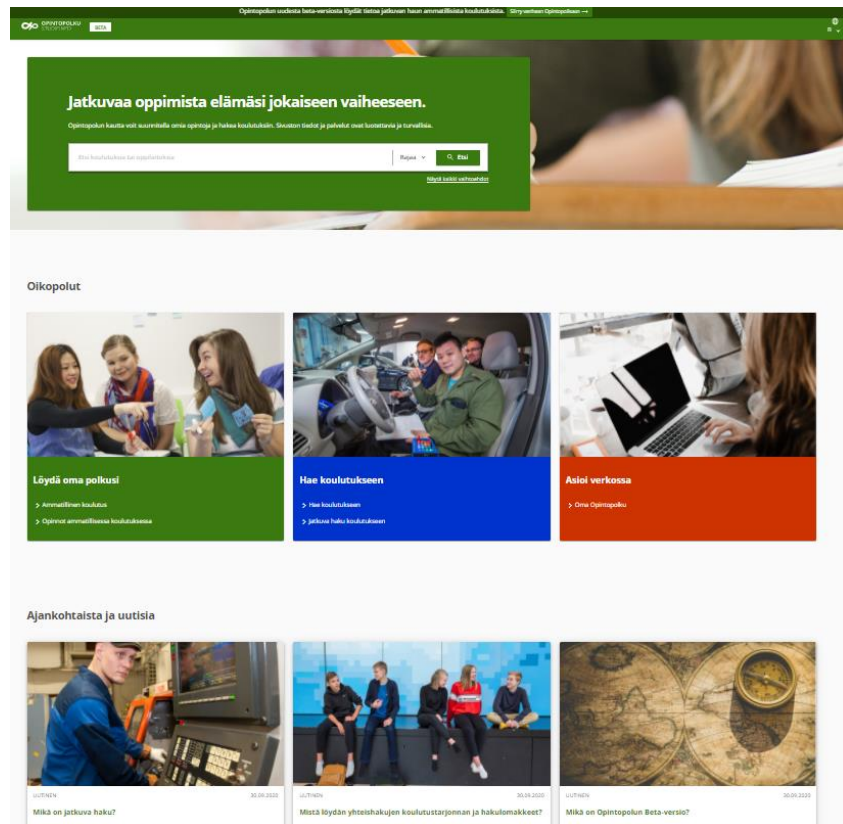 Opintopolun uudesta beta-versiosta löydät tietoa jatkuvan haun ammatillisista koulutuksista. Siirry vanhaan Opintopolkuun →
OPINTOPOLKU BETA
Jatkuvaa oppimista elämäsi jokaiseen vaiheeseen.
Opintopolun kautta voit suunnitella omia opintoja ja hakea koulutuksiin. Sivuston tiedot ja palvelut ovat luotettavia ja turvallisia.
Etsi koulutuksia tai oppilaitoksia Rajaa Etsi
Näytä kaikki vaihtoehdot
Oikopolut
Löydä oma polkusi
Ammatillinen koulutus
Opinnot ammatillisessa koulutuksessa
Hae koulutukseen
Hae koulutukseen
Jatkuva haku koulutukseen
Asioi verkossa
Oma Opintopolku
Ajankohtaista ja uutisia
UUTINEN 30.09.2020
Mikä on jatkuva haku?
UUTINEN 30.09.2020
Mistä löydän yhteishakujen koulutustarjonnan ja hakulomakkeet?
UUTINEN 30.09.2020
Mikä on Opintopolun Beta-versio?